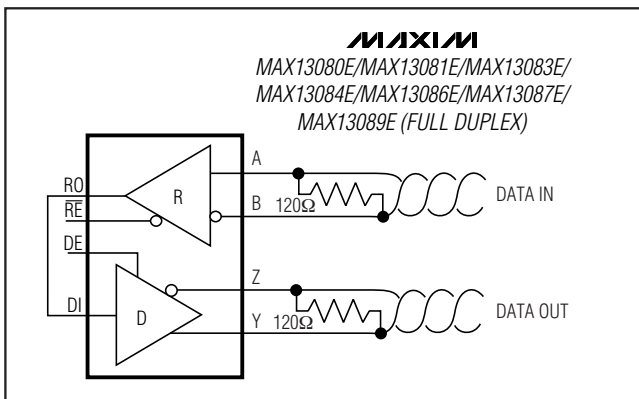 MAXIM
MAX13080E/MAX13081E/MAX13083E/
MAX13084E/MAX13086E/MAX13087E/
MAX13089E (FULL DUPLEX)
A
RO
R
B
RE
120Ω
DATA IN
DE
Z
DI
D
Y
120Ω
DATA OUT